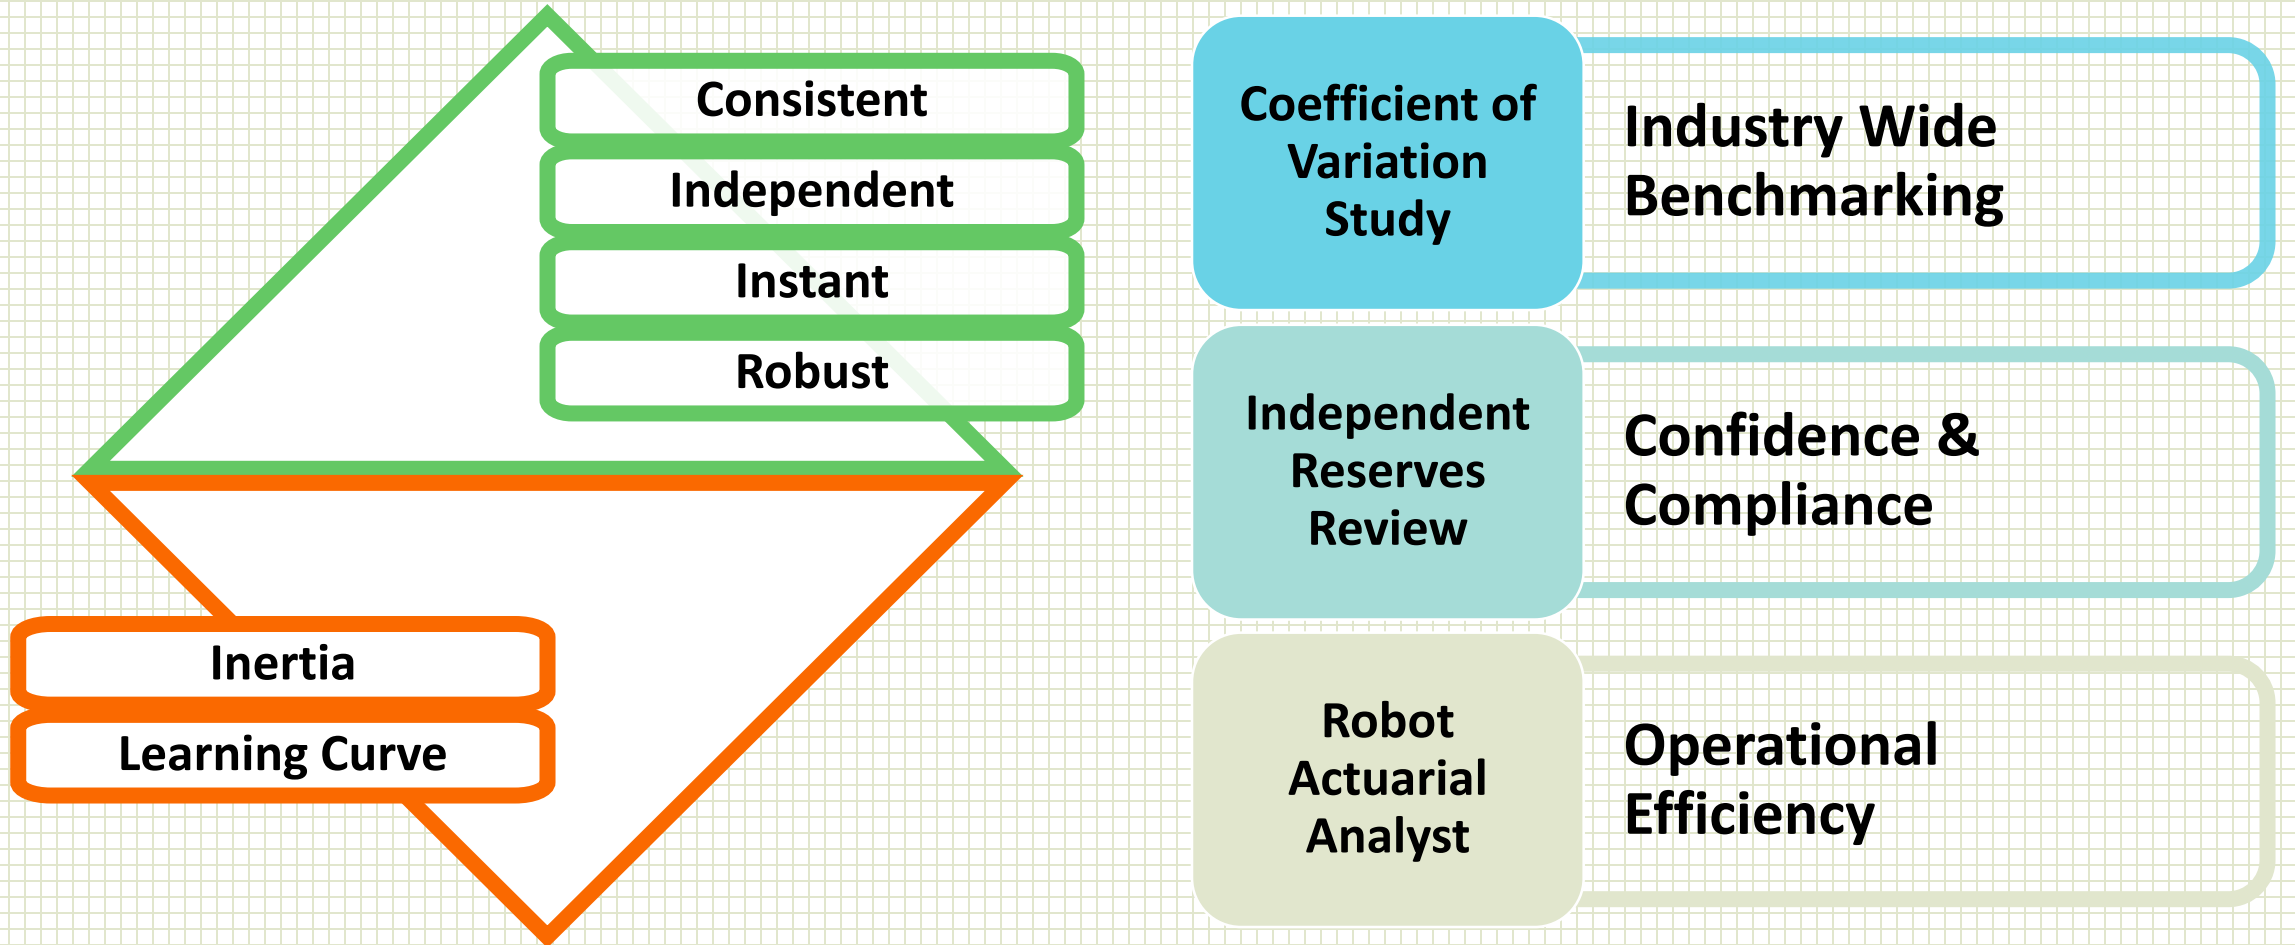 Consistent
Independent
Instant
Robust
Inertia
Learning Curve
Coefficient of
Variation
Study
Industry Wide
Benchmarking
Independent
Reserves
Review
Confidence &
Compliance
Robot
Actuarial
Analyst
Operational
Efficiency